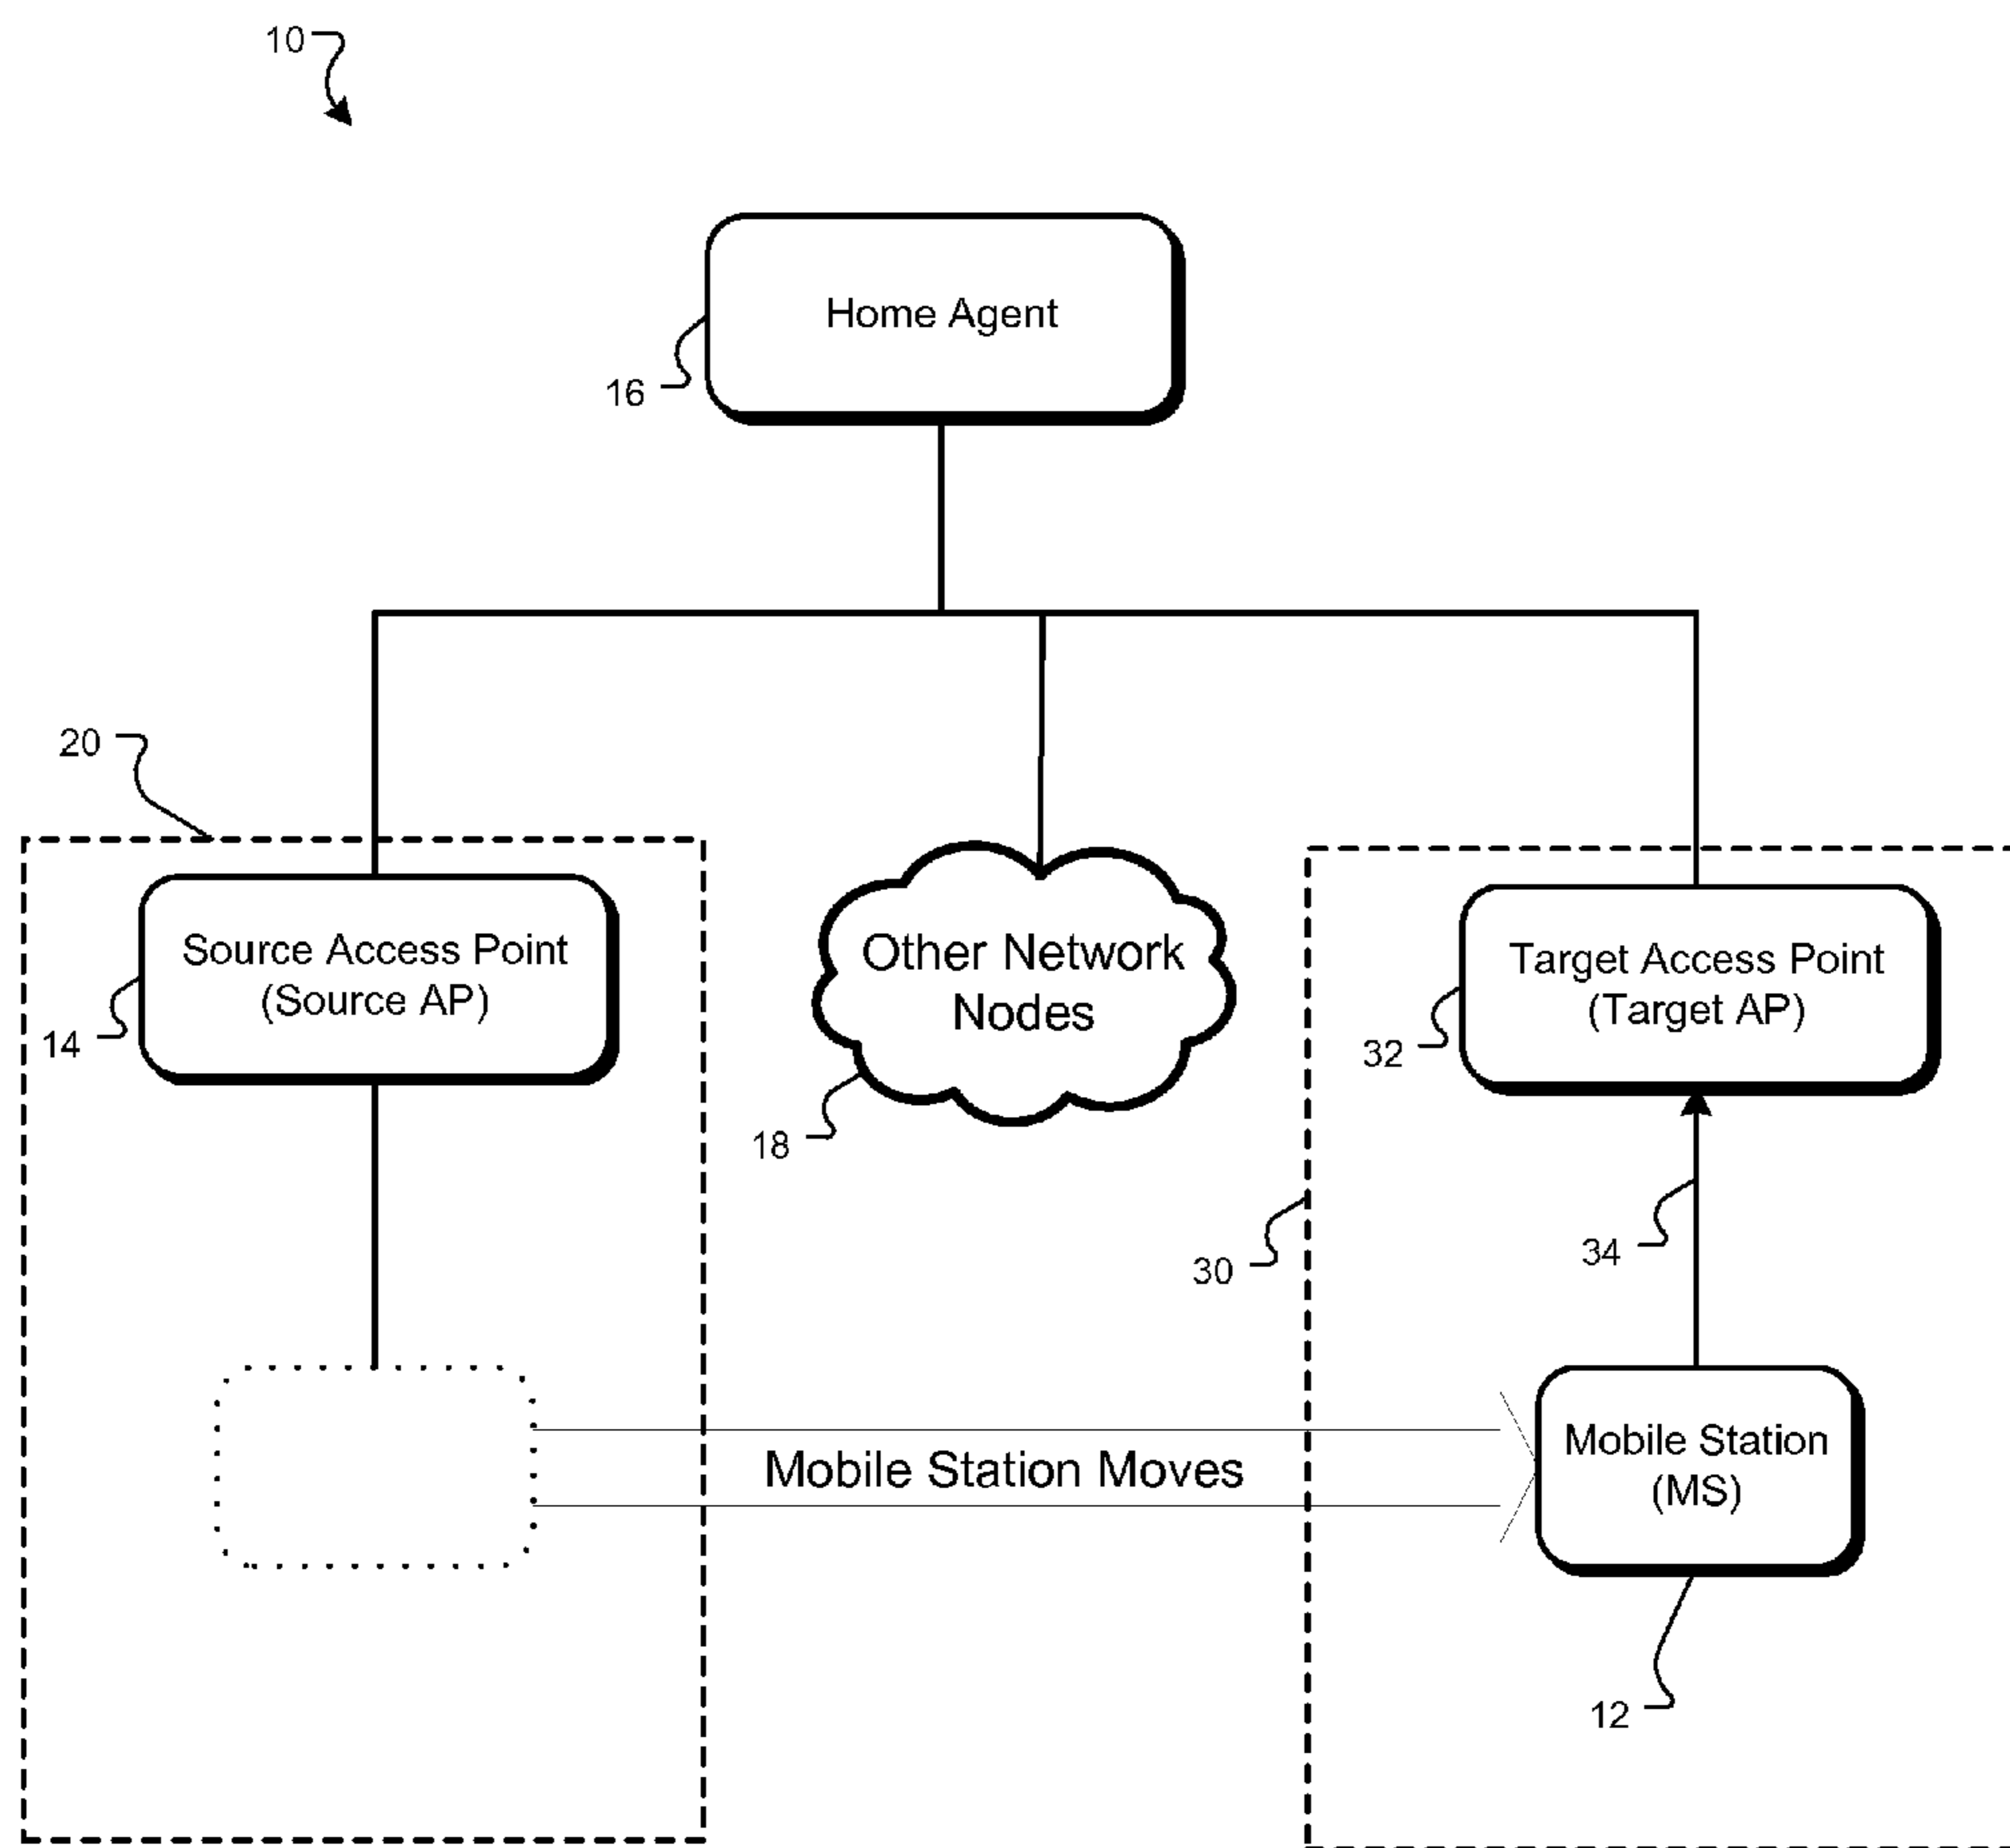 10
Home Agent
16
20
Source Access Point
(Source AP)
14
Other Network
Nodes
18
Target Access Point
(Target AP)
32
34
30
Mobile Station Moves
Mobile Station
(MS)
12